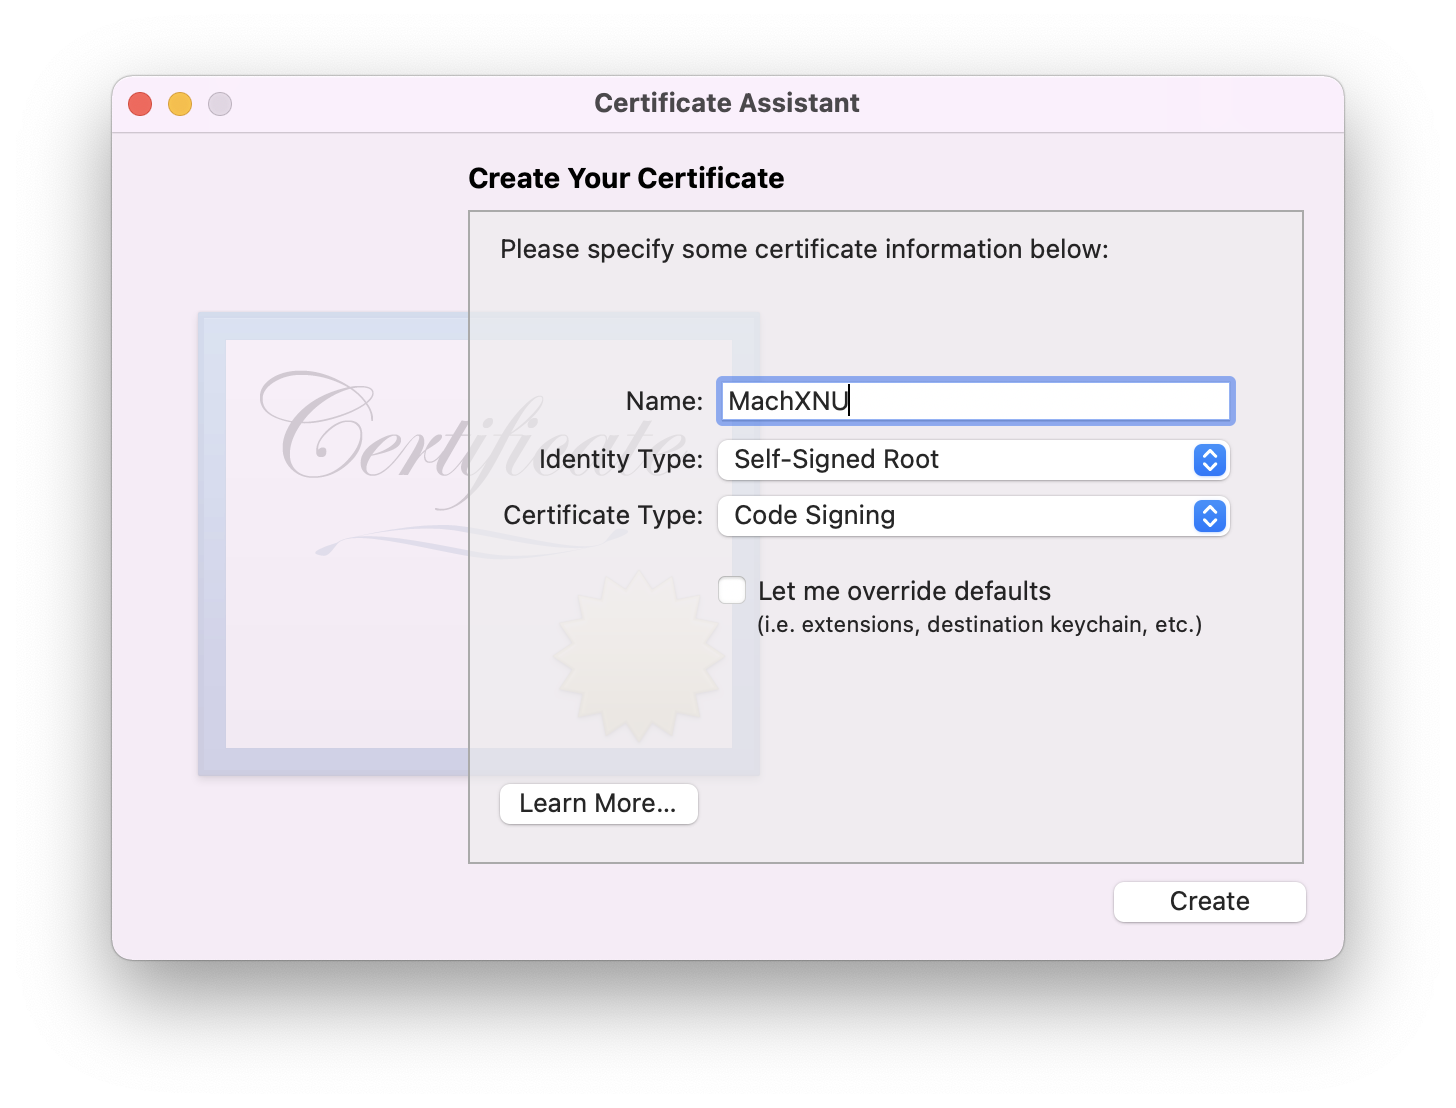 Certificate Assistant
Create Your Certificate
Please specify some certificate information below:
Certificate
Name: MachXNU
Identity Type: Self-Signed Root
Certificate Type: Code Signing
Let me override defaults
(i.e. extensions, destination keychain, etc.)
Learn More...
Create